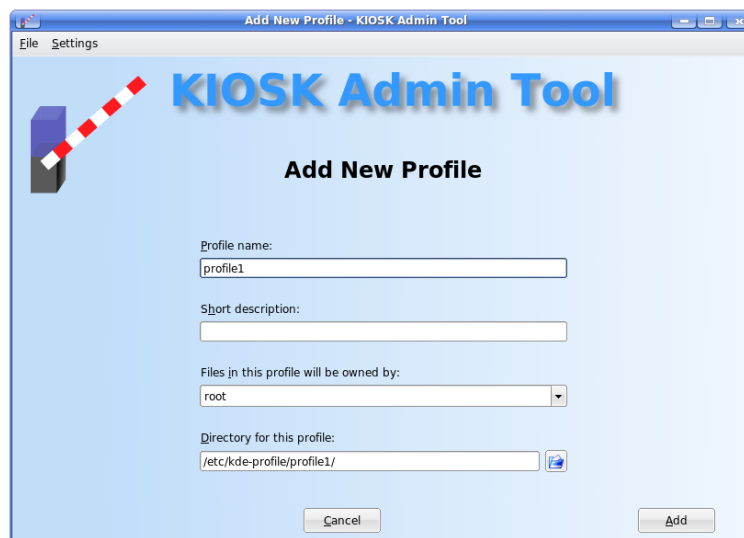 Add New Profile - KIOSK Admin Tool
File Settings
KIOSK Admin Tool
Add New Profile
Profile name:
profile1
Short description:
Files in this profile will be owned by:
root
Directory for this profile:
/etc/kde-profile/profile1/
Cancel Add